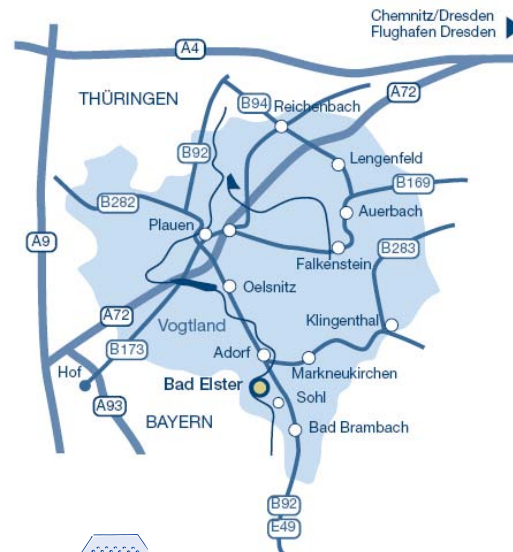 Chemnitz/Dresden
Flughafen Dresden
A4
A72
THÜRINGEN
B94
Reichenbach
B92
Lengenfeld
B169
B282
Auerbach
Plauen
A9
B283
Falkenstein
Oelsnitz
A72
Vogtland
Klingenthal
B173
Adorf
Hof
Markneukirchen
Bad Elster
Sohl
A93
BAYERN
Bad Brambach
B92
E49